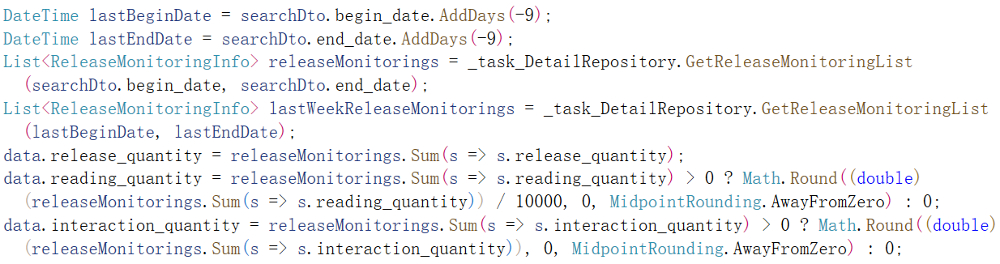 DateTime lastBeginDate = searchDto.begin_date.AddDays(-9);
DateTime lastEndDate = searchDto.end_date.AddDays(-9);
List<ReleaseMonitoringInfo> releaseMonitorings = _task_DetailRepository.GetReleaseMonitoringList
(searchDto.begin_date, searchDto.end_date);
List<ReleaseMonitoringInfo> lastWeekReleaseMonitorings = _task_DetailRepository.GetReleaseMonitoringList
(lastBeginDate, lastEndDate);
data.release_quantity = releaseMonitorings.Sum(s => s.release_quantity);
data.reading_quantity = releaseMonitorings.Sum(s => s.reading_quantity) > 0 ? Math.Round((double)
(releaseMonitorings.Sum(s => s.reading_quantity)) / 10000, 0, MidpointRounding.AwayFromZero) : 0;
data.interaction_quantity = releaseMonitorings.Sum(s => s.interaction_quantity) > 0 ? Math.Round((double)
(releaseMonitorings.Sum(s => s.interaction_quantity)), 0, MidpointRounding.AwayFromZero) : 0;